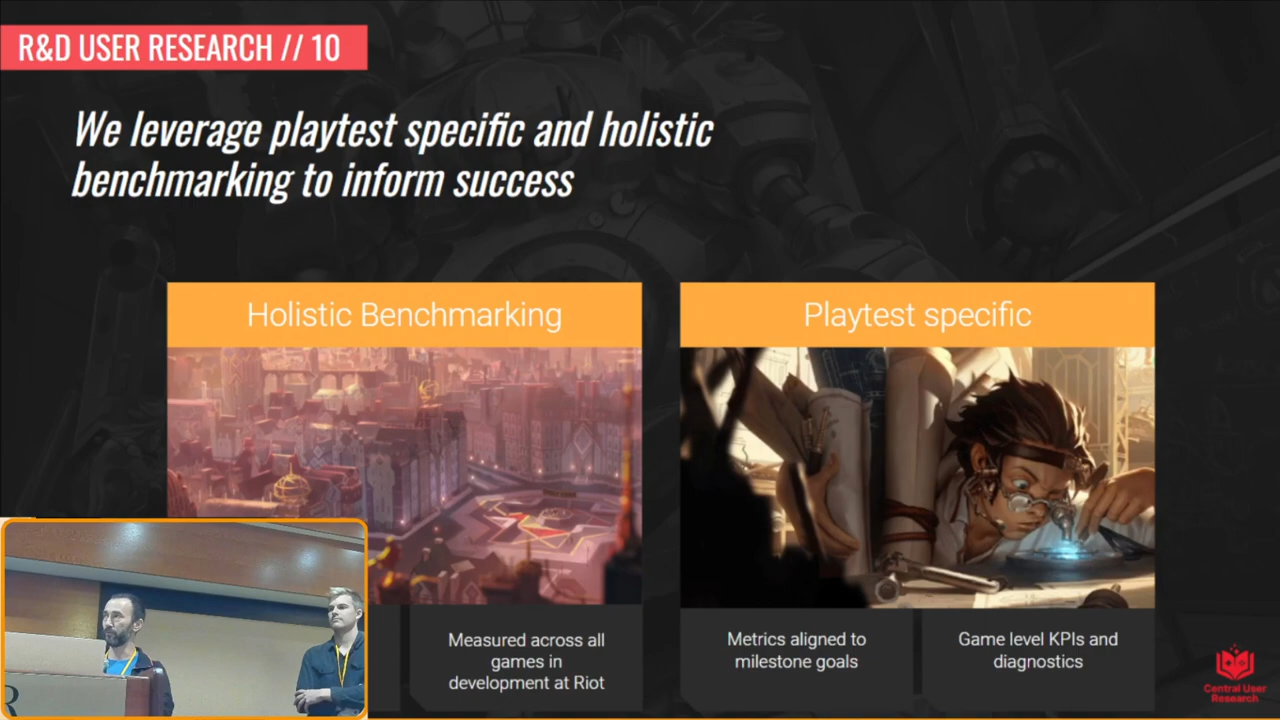 R&D USER RESEARCH // 10
We leverage playtest specific and holistic
benchmarking to inform success
Holistic Benchmarking
Playtest specific
Measured across all
games in
development at Riot
Metrics aligned to
milestone goals
Game level KPIs and
diagnostics
Central User
Research
R